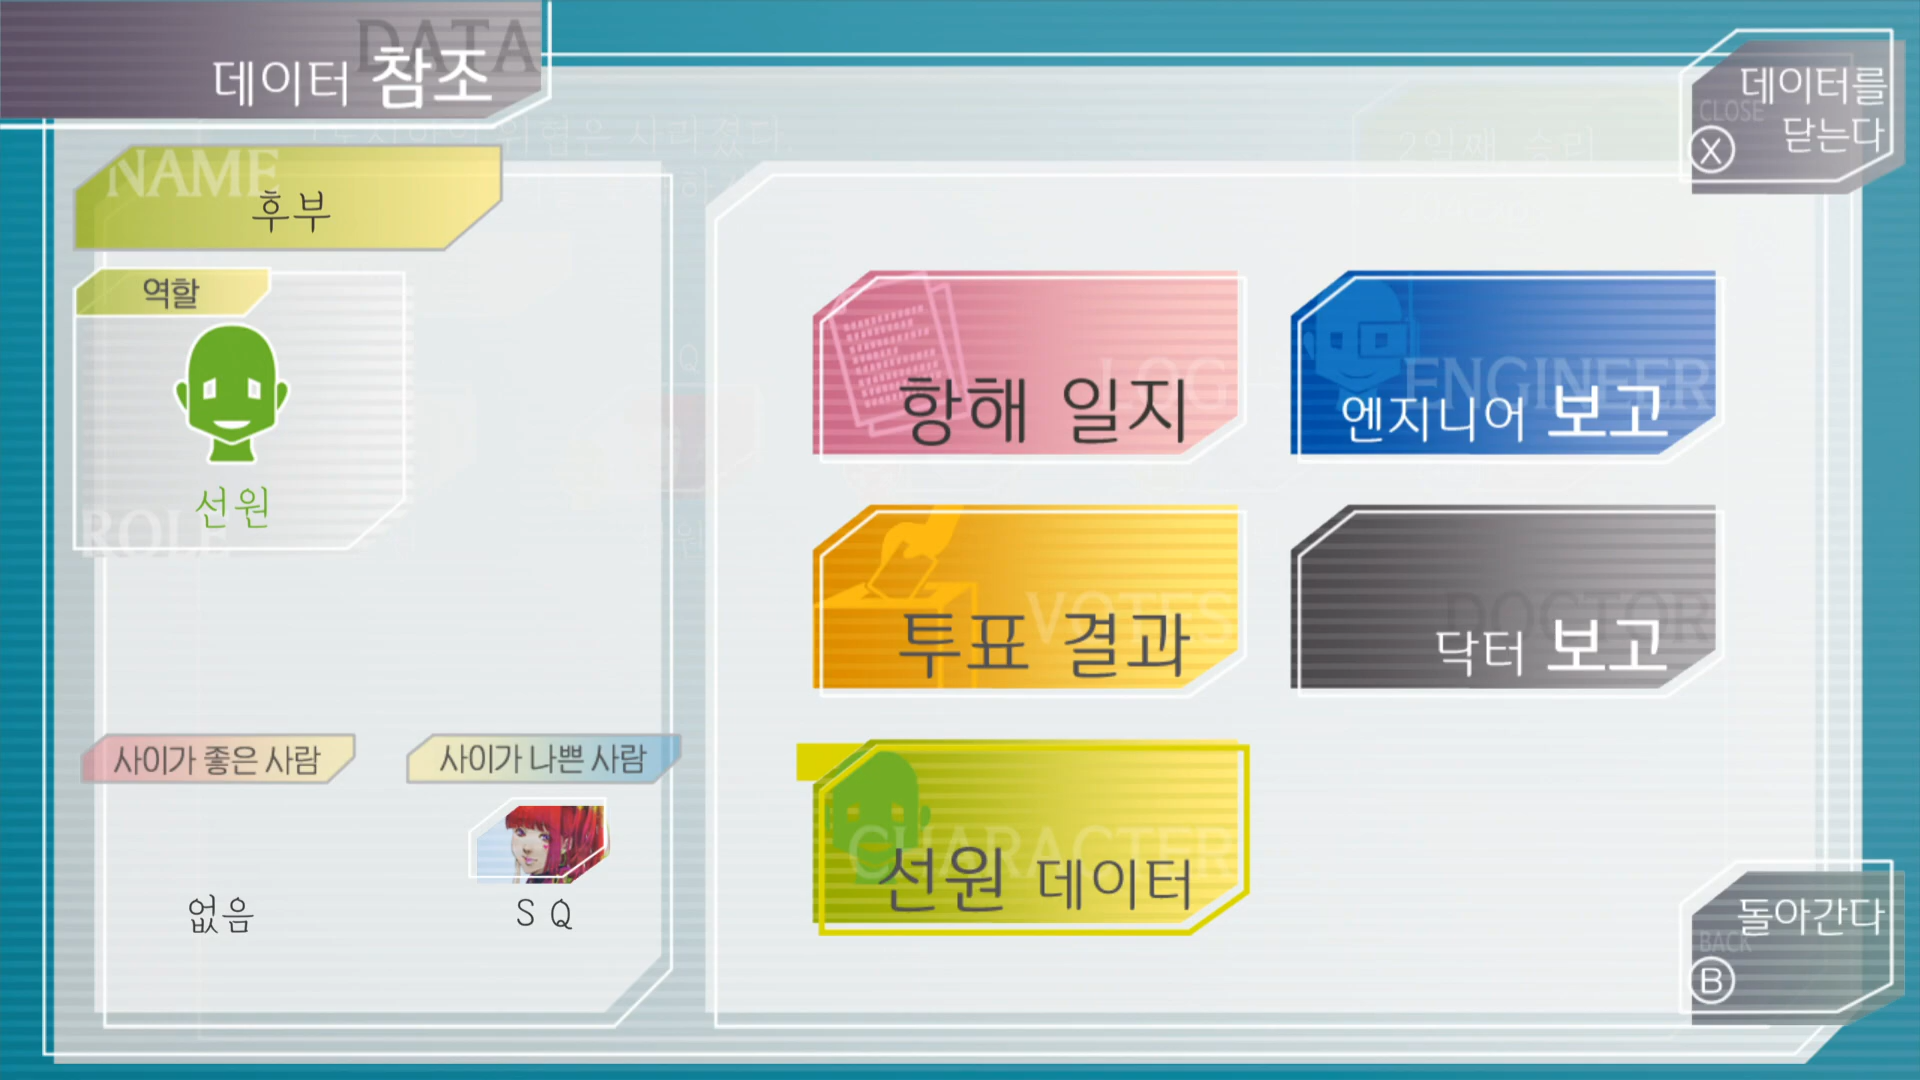 DATA
데이터 참조
데이터를
닫는다
CLOSE
X
NAME
후부
역할
선원
ROLE
사이가 좋은 사람
없음
사이가 나쁜 사람
S Q
LOG
항해 일지
ENGINEER
엔지니어 보고
VOTES
투표 결과
DOCTOR
닥터 보고
CHARACTER
선원 데이터
돌아간다
BACK
B